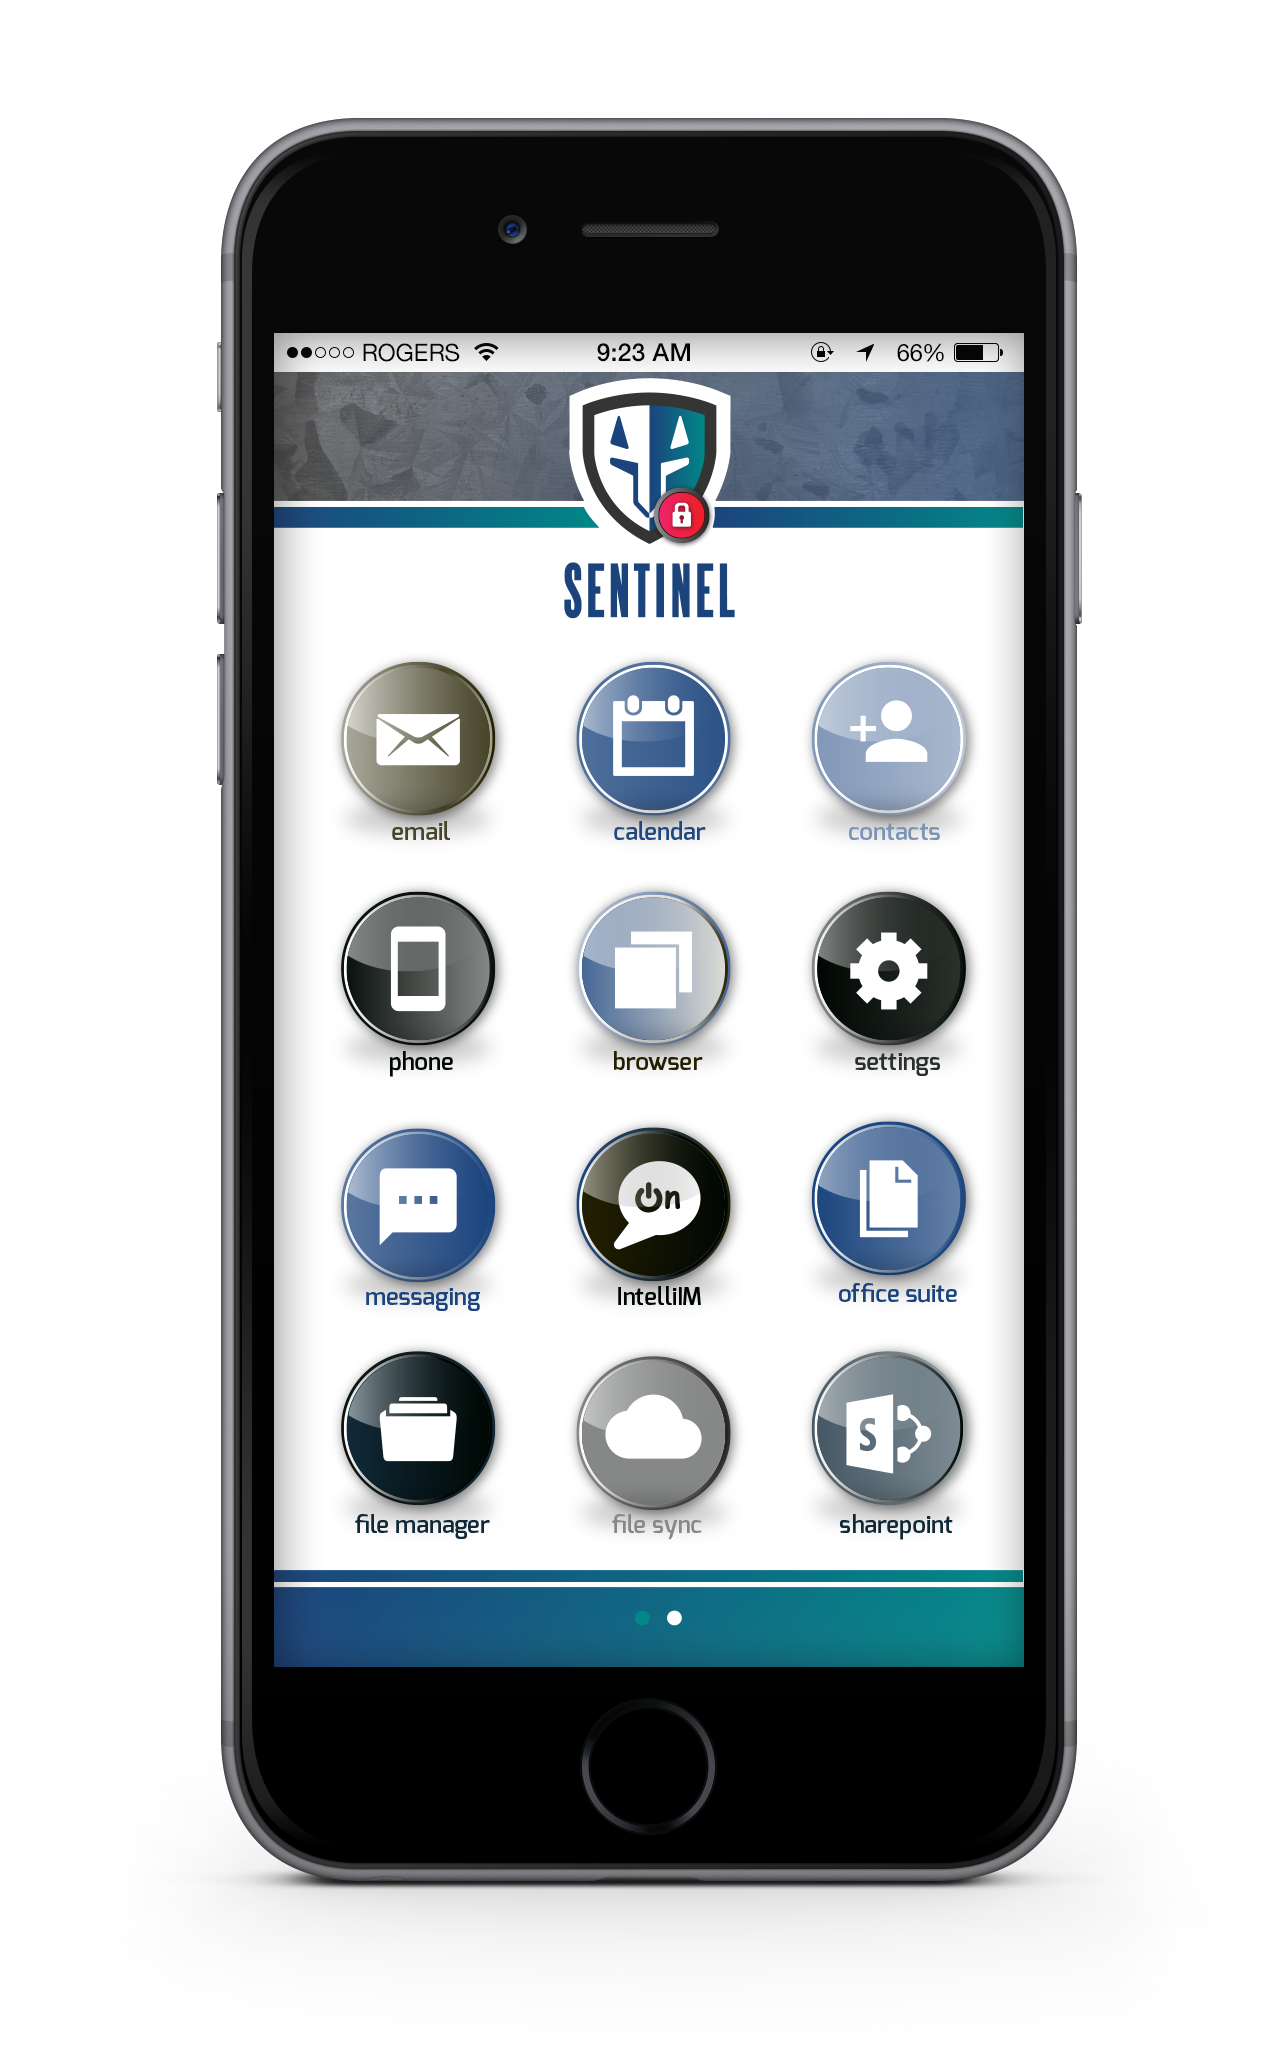 ROGERS 9:23 AM 66%
SENTINEL
email calendar contacts
phone browser settings
messaging
On
IntelliIM
office suite
S
file manager file sync sharepoint